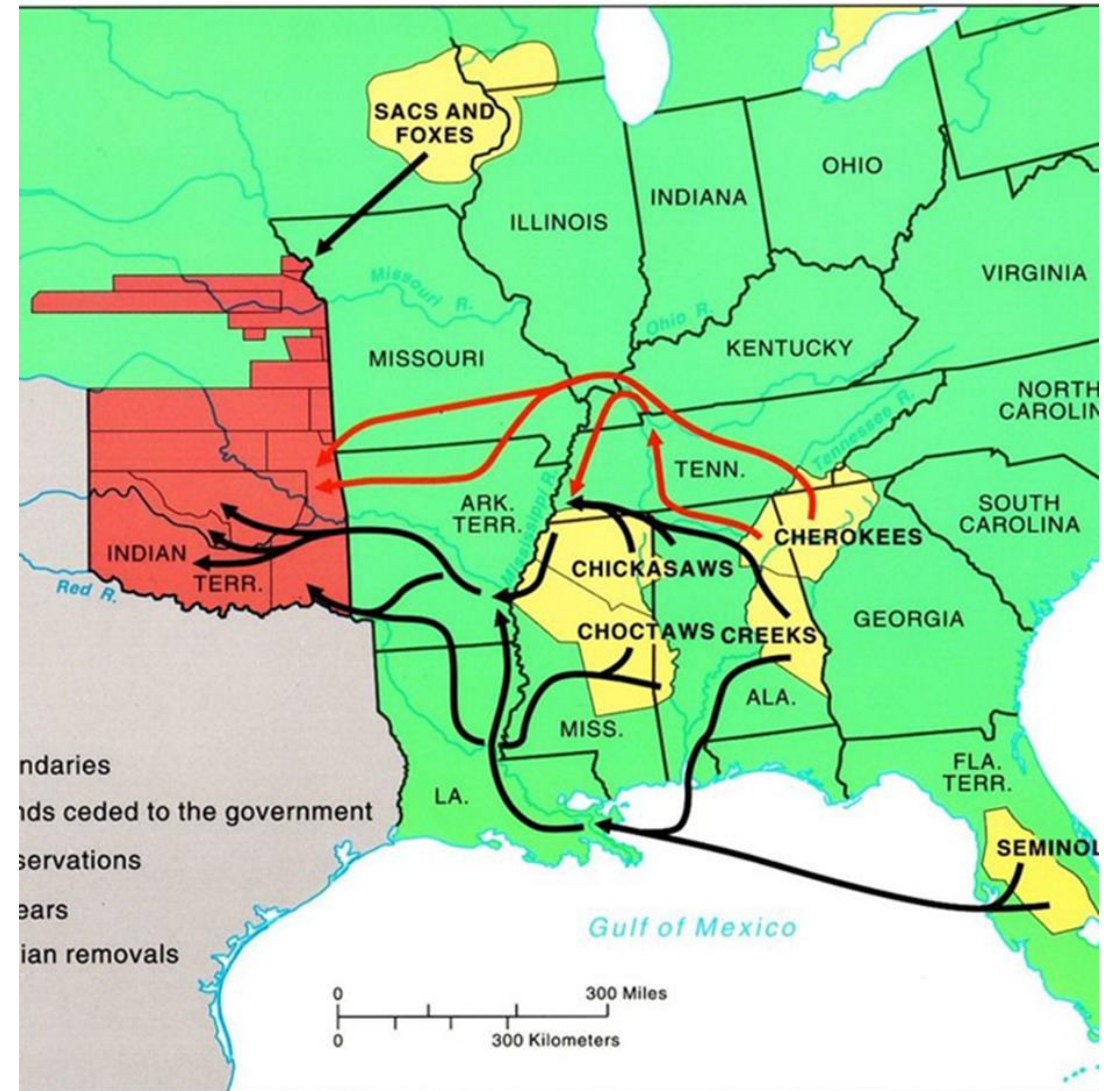 SACS AND
FOXES
OHIO
INDIANA
ILLINOIS
VIRGINIA
Missouri R.
Ohio R.
MISSOURI
KENTUCKY
NORTH
CAROLIN
Tennessee R.
TENN.
ARK.
TERR.
Mississippi R.
SOUTH
CAROLINA
CHEROKEES
INDIAN
TERR.
CHICKASAWS
Red R.
CHOCTAWS
CREEKS
GEORGIA
ALA.
MISS.
ndaries
FLA.
TERR.
LA.
nds ceded to the government
SEMINOL
servations
ears
Gulf of Mexico
ian removals
0
300 Miles
0
300 Kilometers